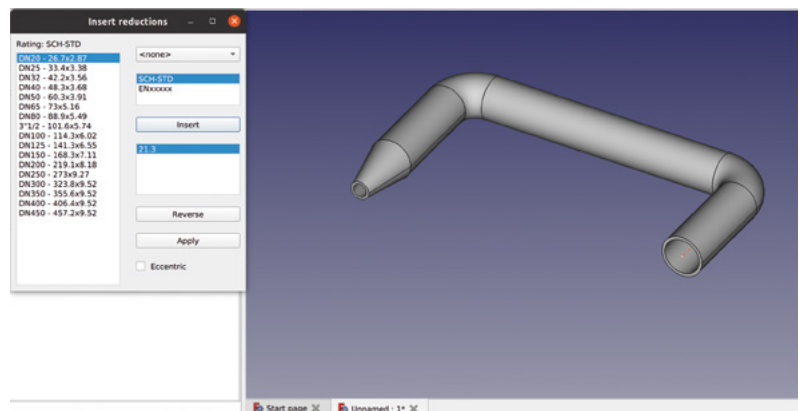 Insert reductions
Rating: SCH-STD
DN20 - 26.7x2.87
DN25 - 33.4x3.38
DN32 - 42.2x3.56
DN40 - 48.3x3.68
DN50 - 60.3x3.91
DN65 - 73x5.16
DN80 - 88.9x5.49
3"1/2 - 101.6x5.74
DN100 - 114.3x6.02
DN125 - 141.3x6.55
DN150 - 168.3x7.11
DN200 - 219.1x8.18
DN250 - 273x9.27
DN300 - 323.8x9.52
DN350 - 355.6x9.52
DN400 - 406.4x9.52
DN450 - 457.2x9.52
<none>
SCH-STD
ENxxxxx
Insert
21.3
Reverse
Apply
Eccentric
Start page
Unnamed : 1*